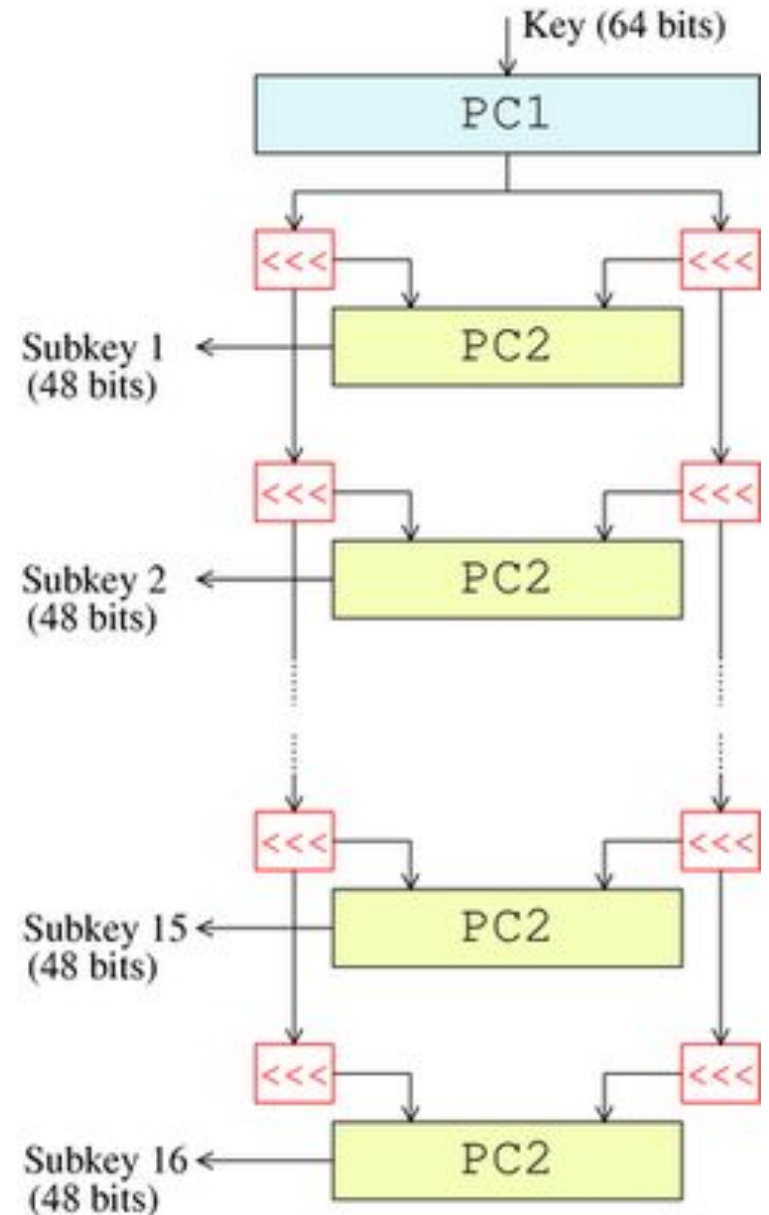 Key (64 bits)
PC1
<<< <<<
Subkey 1
(48 bits)
PC2
<<< <<<
Subkey 2
(48 bits)
PC2
<<< <<<
Subkey 15
(48 bits)
PC2
<<< <<<
Subkey 16
(48 bits)
PC2